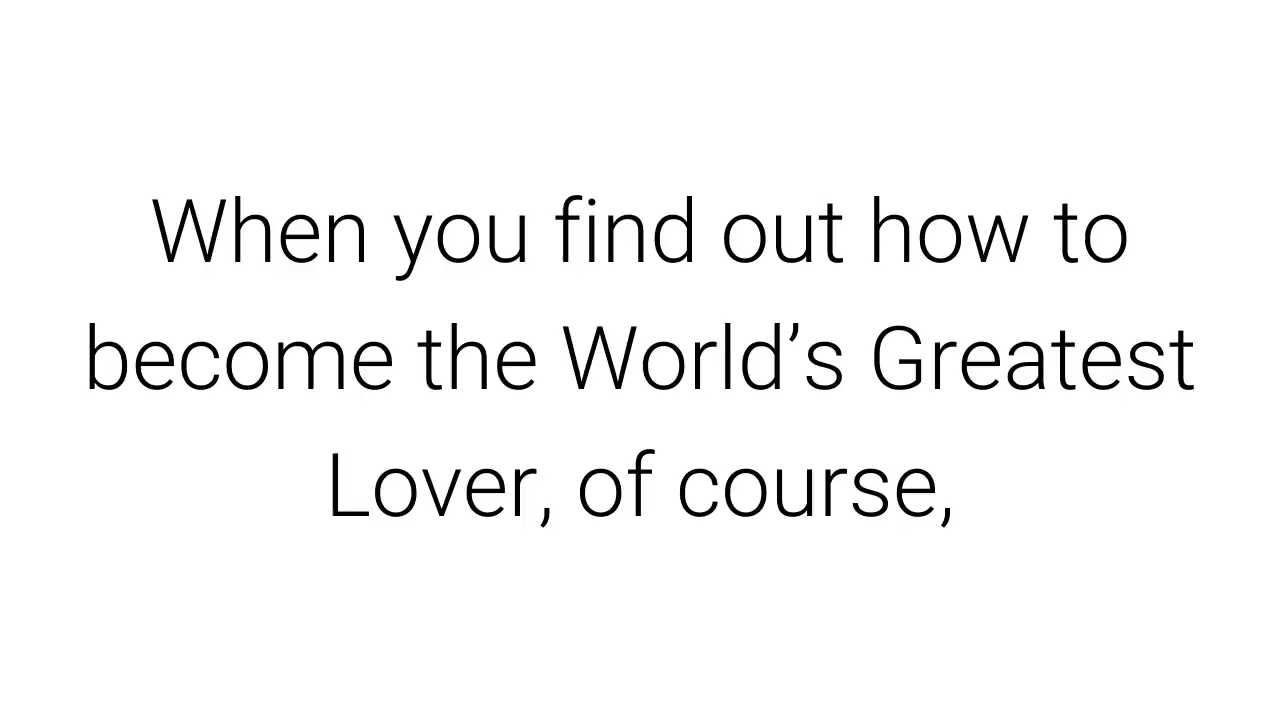 When you find out how to
become the World’s Greatest
Lover, of course,